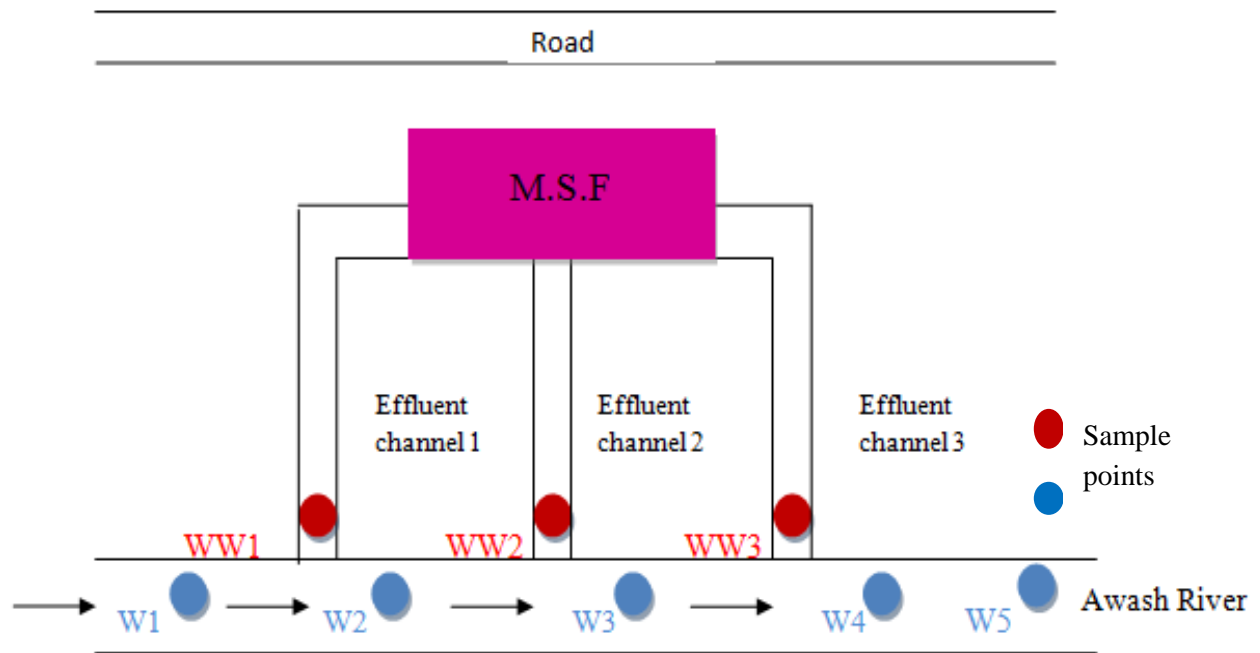 Road
M.S.F
Effluent
channel 1
Effluent
channel 2
Effluent
channel 3
Sample
points
WW1
WW2
WW3
W1
W2
W3
W4
W5
Awash River